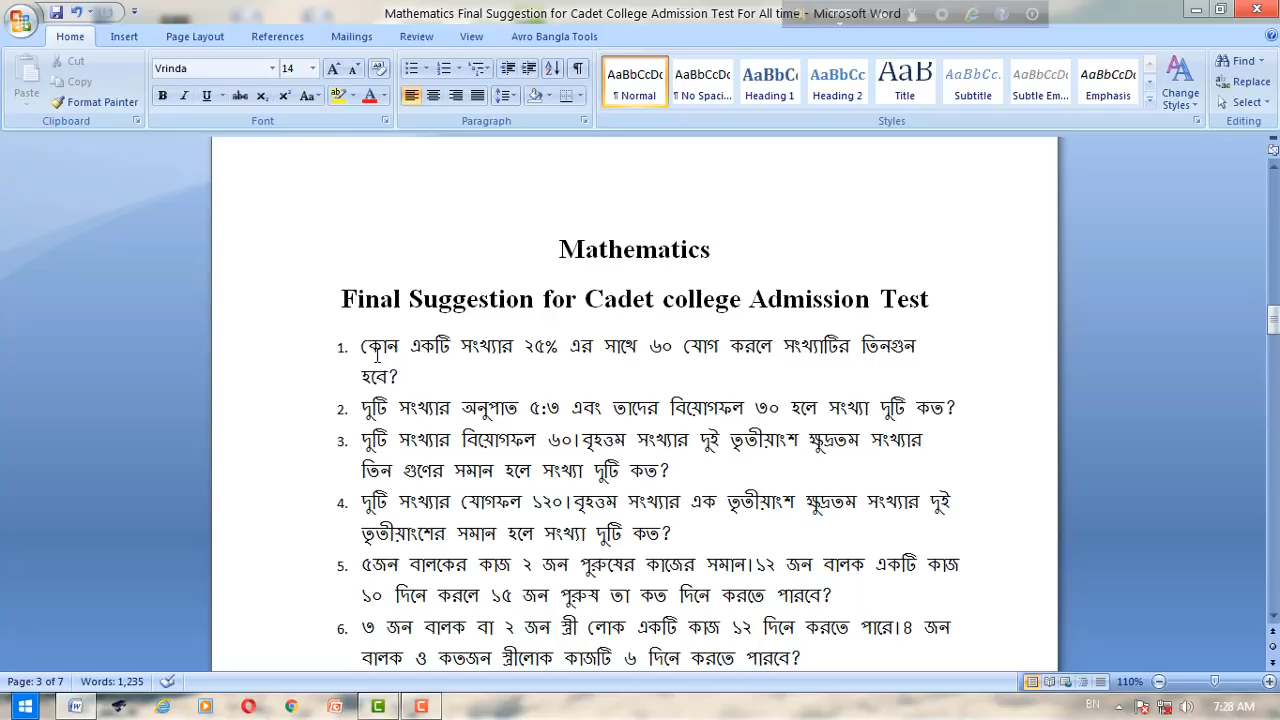 Mathematics Final Suggestion for Cadet College Admission Test For All time - Microsoft Word
Home Insert Page Layout References Mailings Review View Avro Bangla Tools
Paste
Cut
Copy
Format Painter
Clipboard
Vrinda 14
Font
Paragraph
AaBbCcDc AaBbCcDc AaBbC AaBbCc AaB AaBbCc. AaBbCcDc AaBbCcDc
¶ Normal ¶ No Spaci... Heading 1 Heading 2 Title Subtitle Subtle Em... Emphasis
Change Styles
Styles
Find
Replace
Select
Editing
Mathematics
Final Suggestion for Cadet college Admission Test
1. কোন একটি সংখ্যার ২৫% এর সাথে ৬০ যোগ করলে সংখ্যাটির তিনগুন
হবে?
2. দুটি সংখ্যার অনুপাত ৫:৩ এবং তাদের বিয়োগফল ৩০ হলে সংখ্যা দুটি কত?
3. দুটি সংখ্যার বিয়োগফল ৬০।বৃহত্তম সংখ্যার দুই তৃতীয়াংশ ক্ষুদ্রতম সংখ্যার
তিন গুণের সমান হলে সংখ্যা দুটি কত?
4. দুটি সংখ্যার যোগফল ১২০।বৃহত্তম সংখ্যার এক তৃতীয়াংশ ক্ষুদ্রতম সংখ্যার দুই
তৃতীয়াংশের সমান হলে সংখ্যা দুটি কত?
5. ৫জন বালকের কাজ ২ জন পুরুষের কাজের সমান।১২ জন বালক একটি কাজ
১০ দিনে করলে ১৫ জন পুরুষ তা কত দিনে করতে পারবে?
6. ৩ জন বালক বা ২ জন স্ত্রী লোক একটি কাজ ১২ দিনে করতে পারে।৪ জন
বালক ও কতজন স্ত্রীলোক কাজটি ৬ দিনে করতে পারবে?
Page: 3 of 7 Words: 1,235 110%
BN 7:28 AM